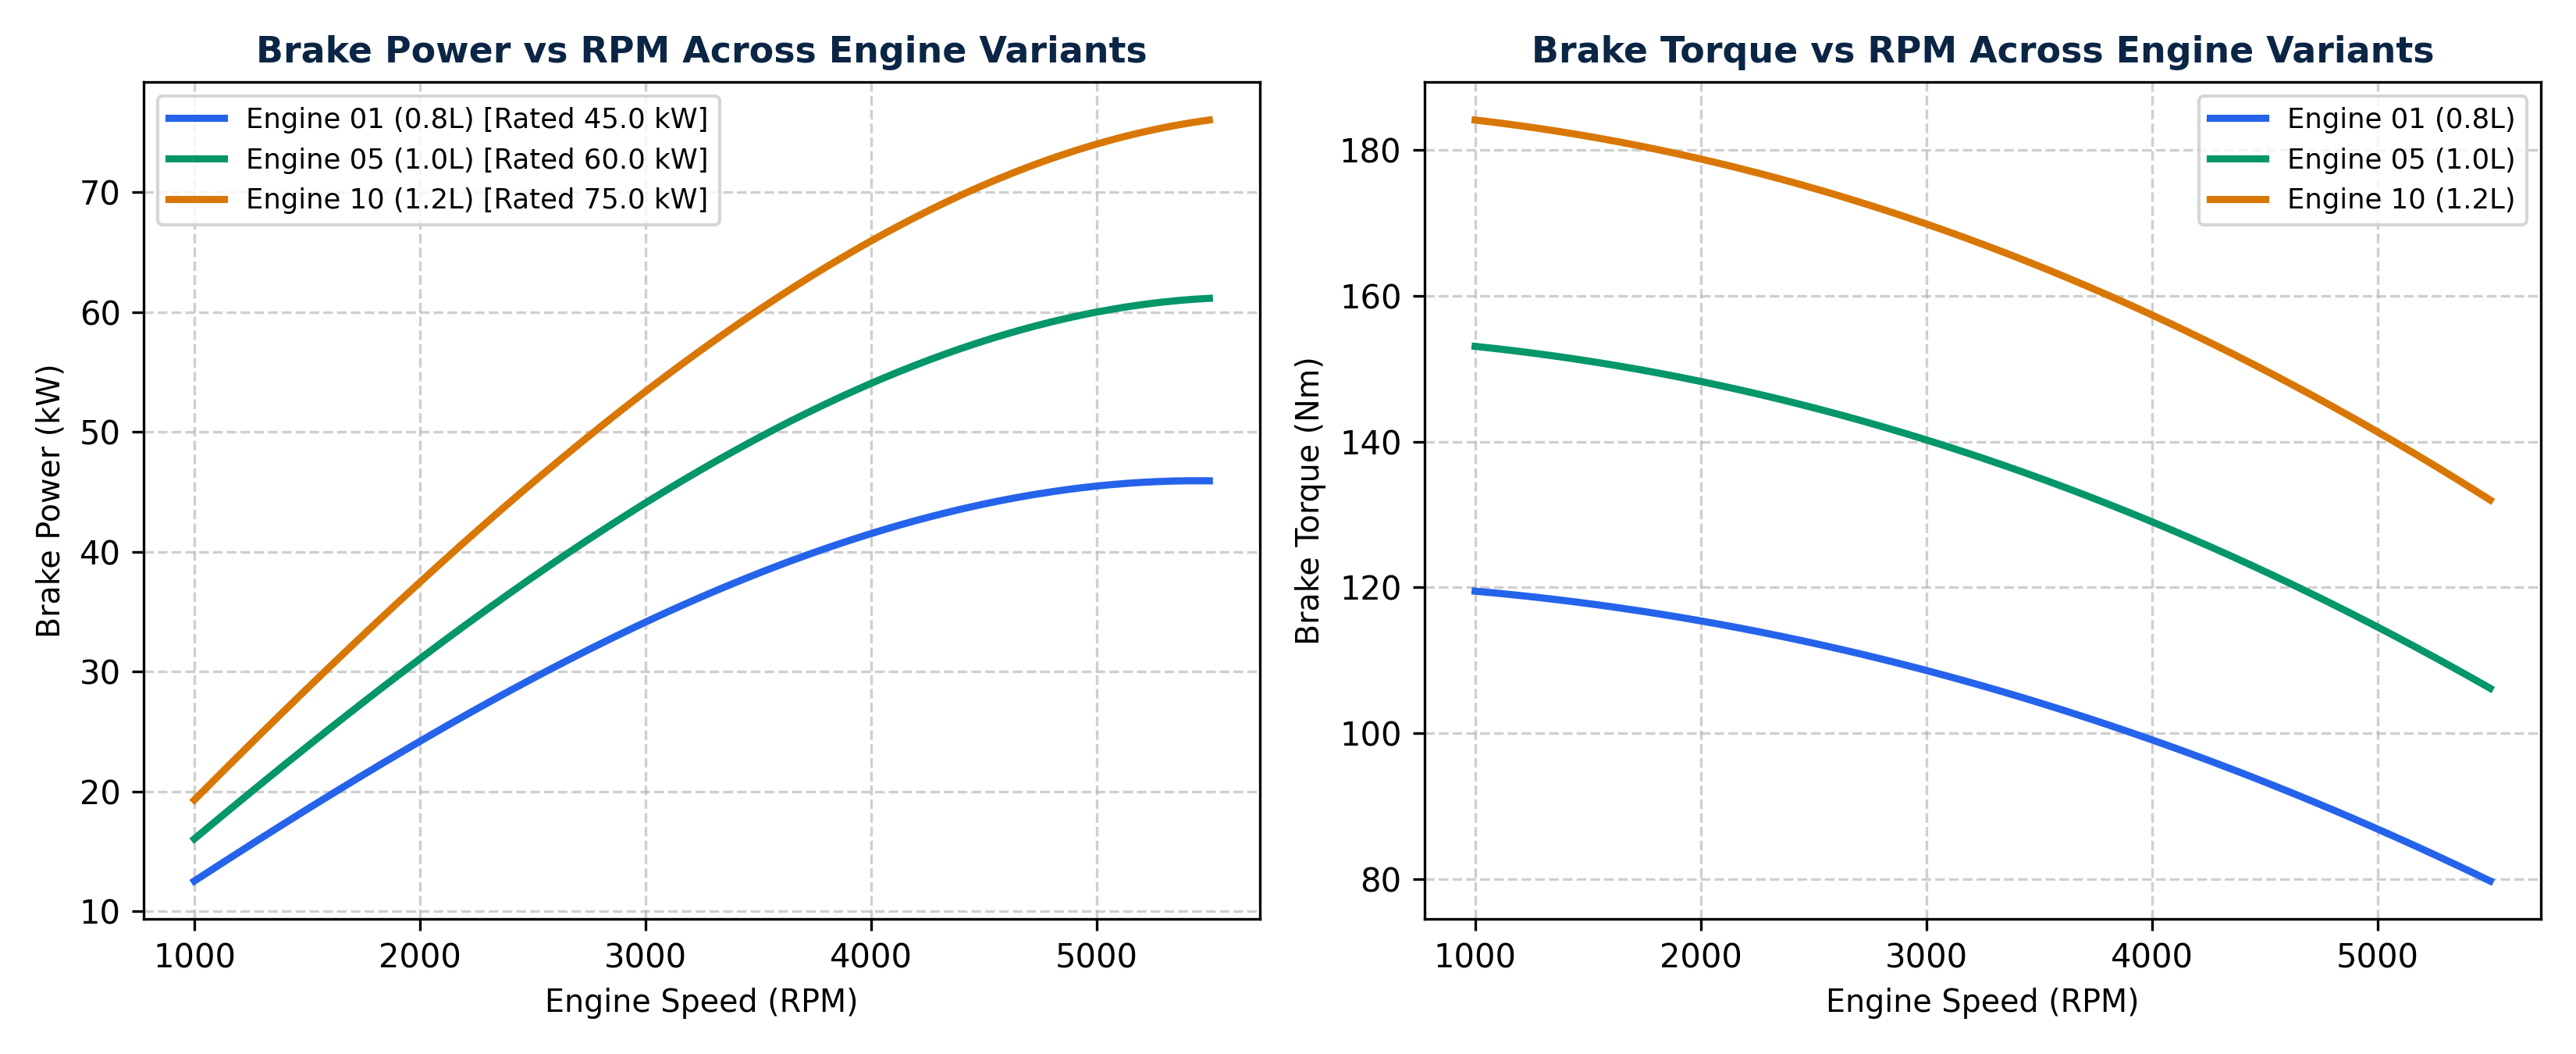 Brake Power vs RPM Across Engine Variants
Engine 01 (0.8L) [Rated 45.0 kW]
Engine 05 (1.0L) [Rated 60.0 kW]
Engine 10 (1.2L) [Rated 75.0 kW]
Brake Power (kW)
70
60
50
40
30
20
10
1000 2000 3000 4000 5000
Engine Speed (RPM)
Brake Torque vs RPM Across Engine Variants
Engine 01 (0.8L)
Engine 05 (1.0L)
Engine 10 (1.2L)
Brake Torque (Nm)
180
160
140
120
100
80
1000 2000 3000 4000 5000
Engine Speed (RPM)